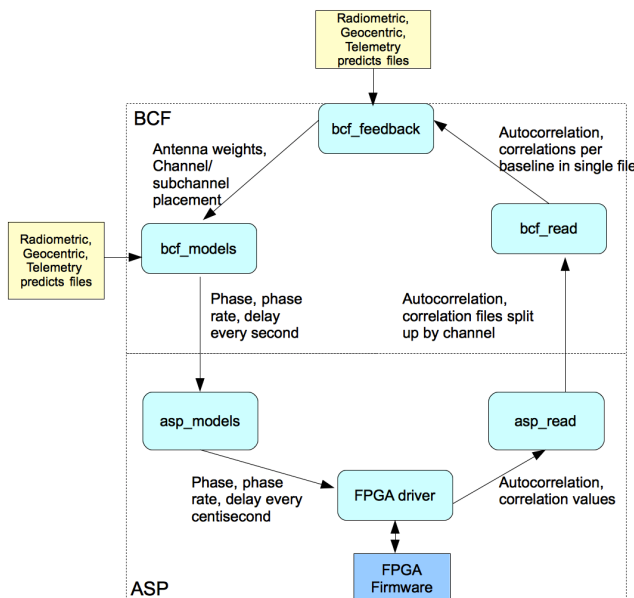 Radiometric,
Geocentric,
Telemetry
predicts files
BCF
bcf_feedback
Antenna weights,
Channel/
subchannel
placement
Autocorrelation,
correlations per
baseline in single file
Radiometric,
Geocentric,
Telemetry
predicts files
bcf_models
bcf_read
Phase, phase
rate, delay
every second
Autocorrelation,
correlation files split
up by channel
asp_models
asp_read
Phase, phase
rate, delay every
centisecond
FPGA driver
Autocorrelation,
correlation values
FPGA
Firmware
ASP